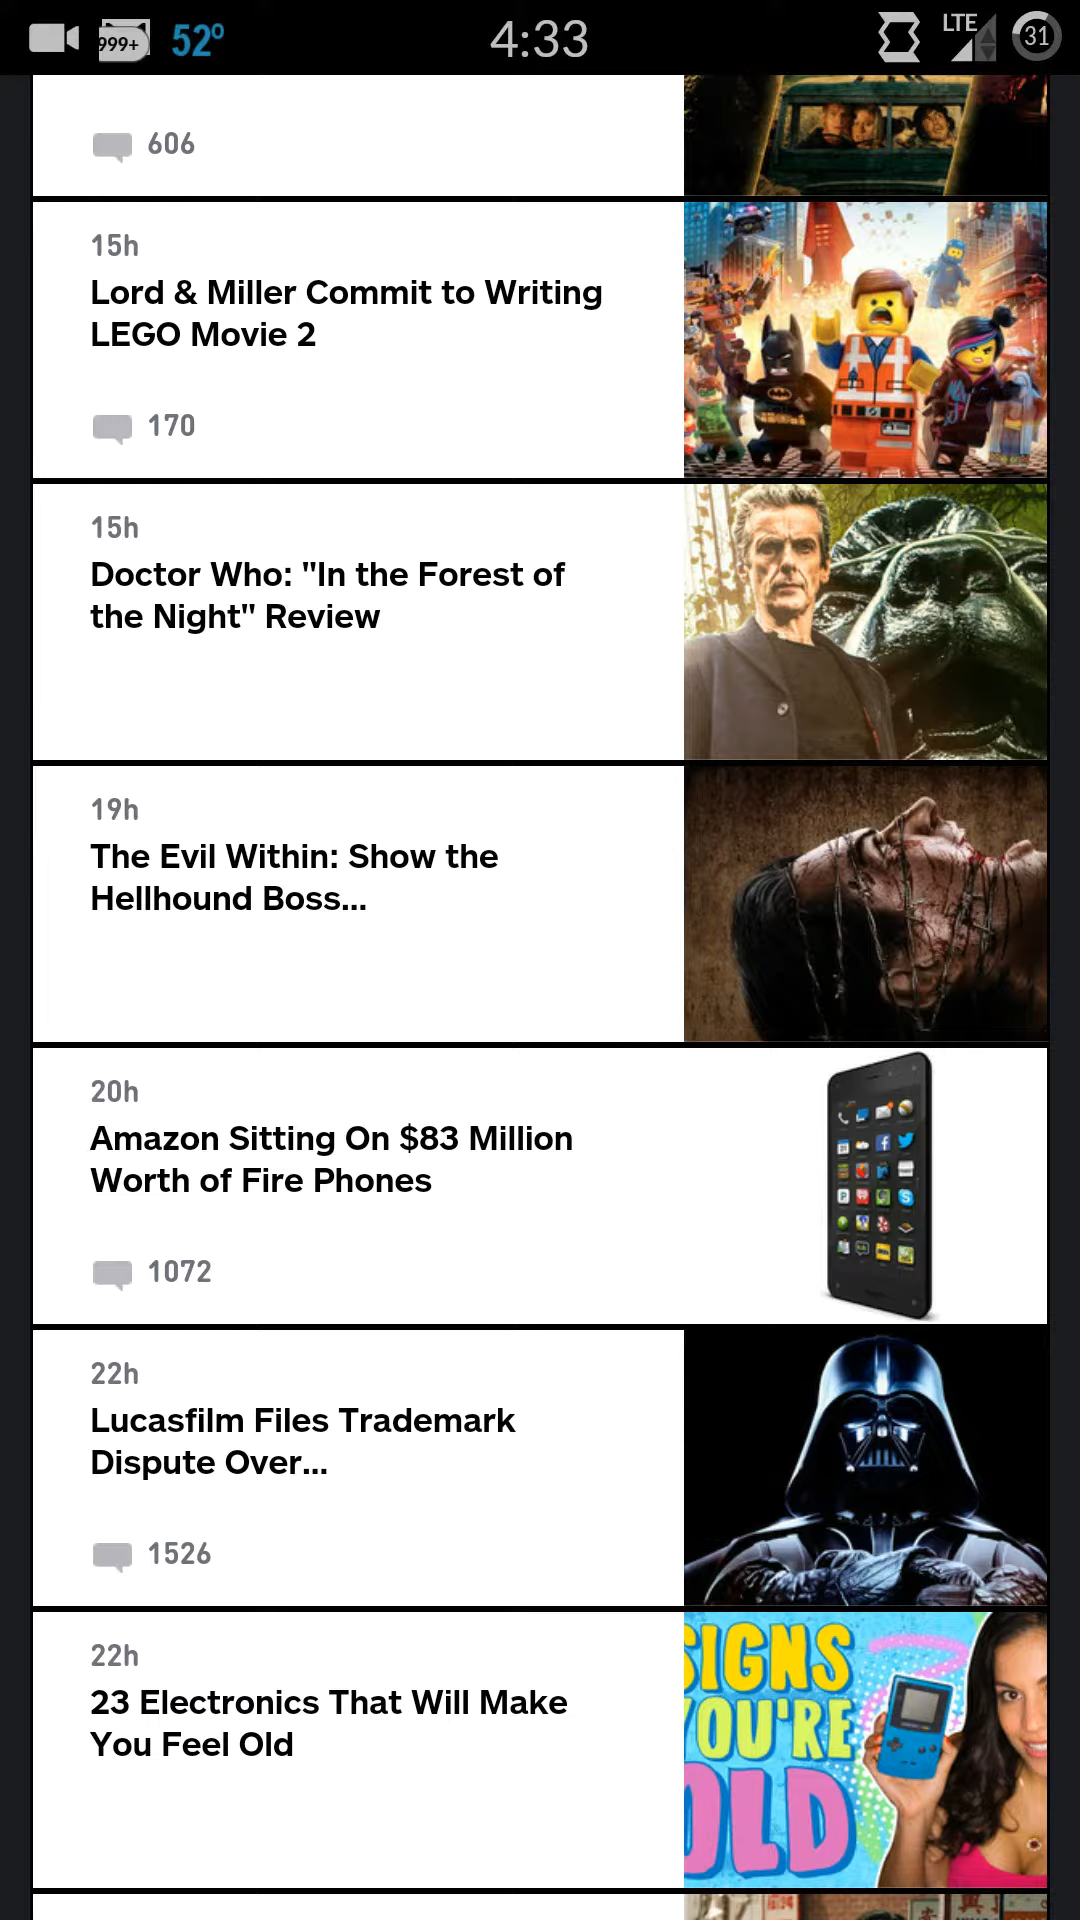 999+ 52° 4:33 LTE 31
606
15h
Lord & Miller Commit to Writing
LEGO Movie 2
170
15h
Doctor Who: "In the Forest of
the Night" Review
19h
The Evil Within: Show the
Hellhound Boss...
20h
Amazon Sitting On $83 Million
Worth of Fire Phones
1072
22h
Lucasfilm Files Trademark
Dispute Over...
1526
22h
23 Electronics That Will Make
You Feel Old
SIGNS
YOU'RE
OLD